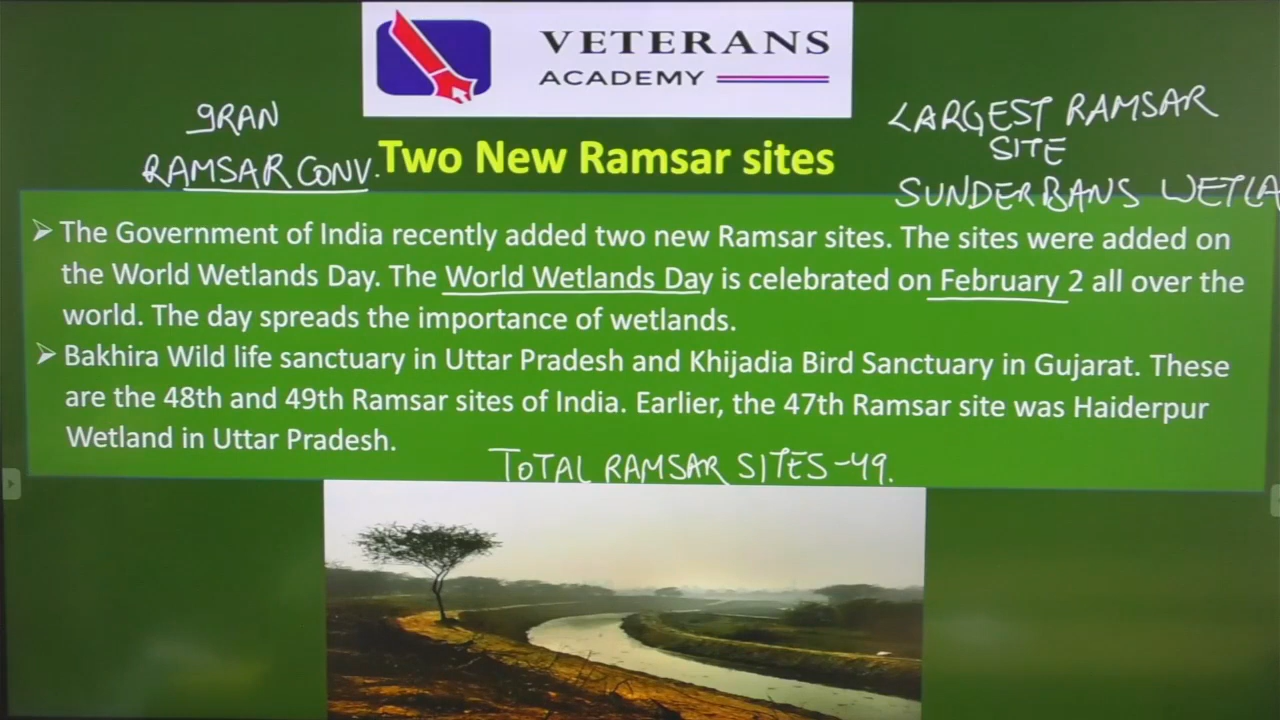 VETERANS
ACADEMY
IRAN
RAMSAR CONV.
LARGEST RAMSAR
SITE
SUNDERBANS WETLA
Two New Ramsar sites
The Government of India recently added two new Ramsar sites. The sites were added on
the World Wetlands Day. The World Wetlands Day is celebrated on February 2 all over the
world. The day spreads the importance of wetlands.
Bakhira Wild life sanctuary in Uttar Pradesh and Khijadia Bird Sanctuary in Gujarat. These
are the 48th and 49th Ramsar sites of India. Earlier, the 47th Ramsar site was Haiderpur
Wetland in Uttar Pradesh.
TOTAL RAMSAR SITES-49.